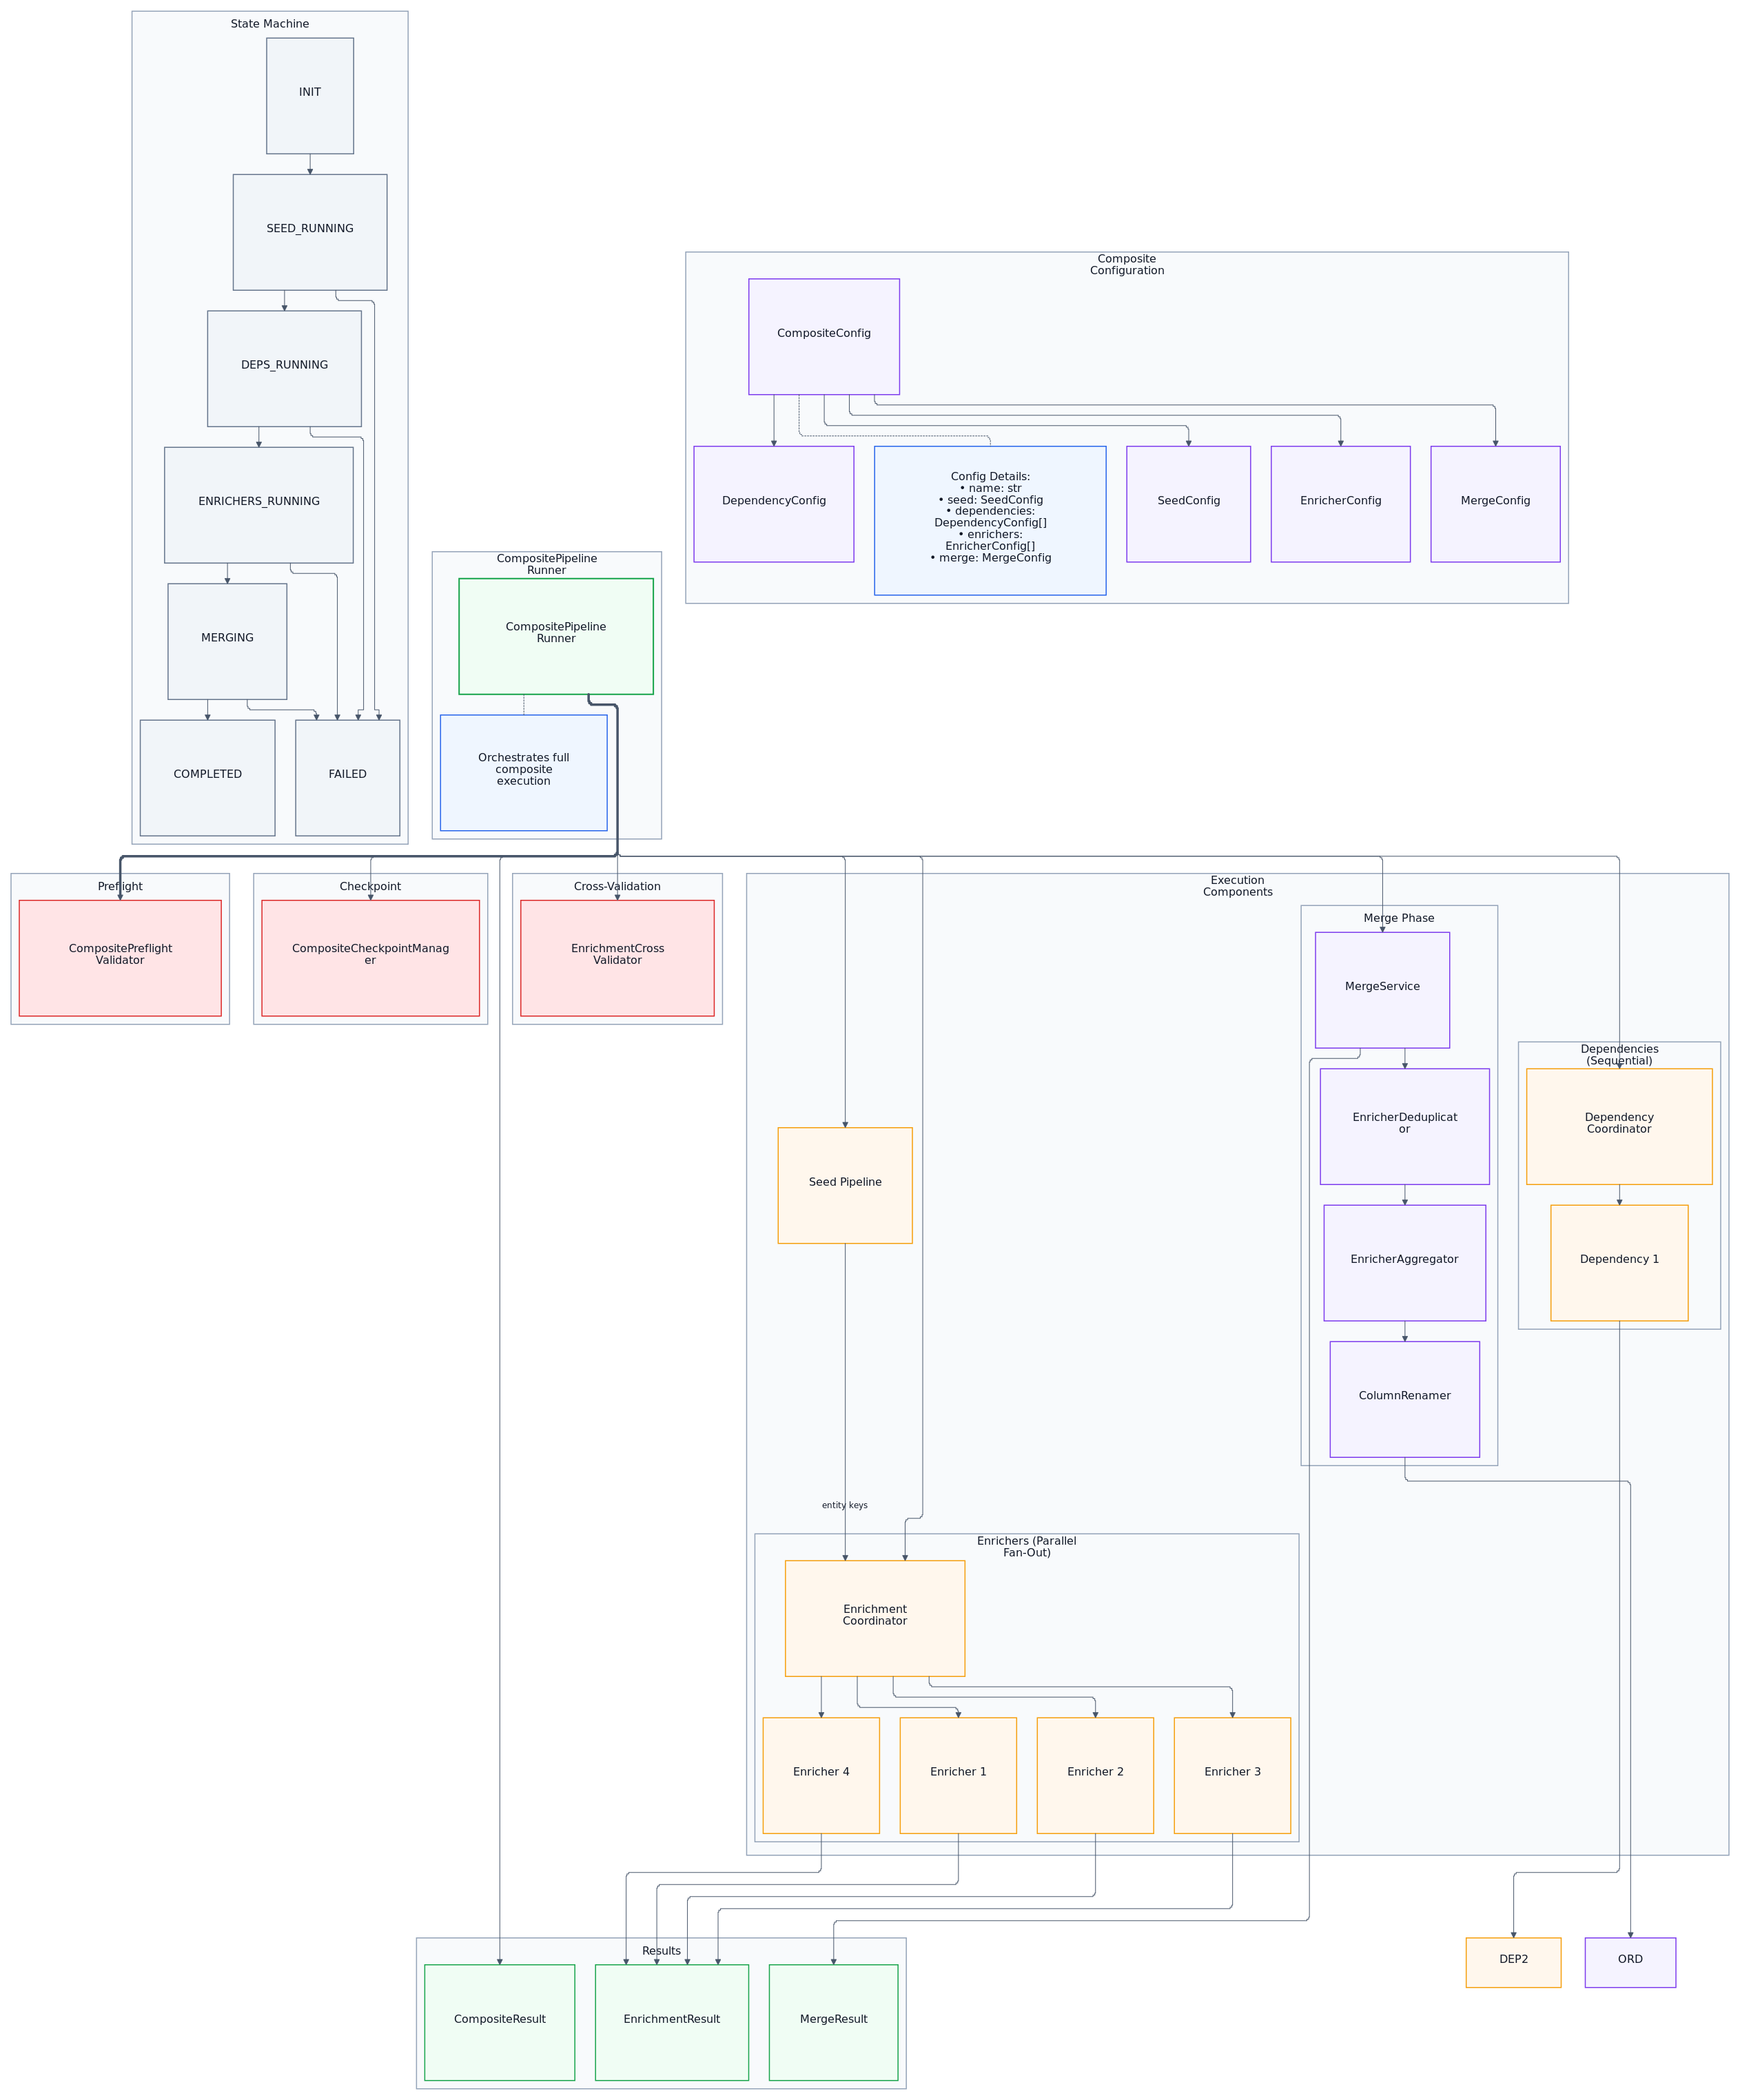 State Machine
INIT
SEED_RUNNING
DEPS_RUNNING
ENRICHERS_RUNNING
MERGING
COMPLETED
FAILED
Composite
Configuration
CompositeConfig
DependencyConfig
Config Details:
• name: str
• seed: SeedConfig
• dependencies:
DependencyConfig[]
• enrichers:
EnricherConfig[]
• merge: MergeConfig
SeedConfig
EnricherConfig
MergeConfig
CompositePipeline
Runner
CompositePipeline
Runner
Orchestrates full
composite
execution
Preflight
CompositePreflight
Validator
Checkpoint
CompositeCheckpointManag
er
Cross-Validation
EnrichmentCross
Validator
Execution
Components
Merge Phase
MergeService
EnricherDeduplicat
or
EnricherAggregator
ColumnRenamer
Dependencies
(Sequential)
Dependency
Coordinator
Dependency 1
Seed Pipeline
entity keys
Enrichers (Parallel
Fan-Out)
Enrichment
Coordinator
Enricher 4
Enricher 1
Enricher 2
Enricher 3
Results
CompositeResult
EnrichmentResult
MergeResult
DEP2
ORD